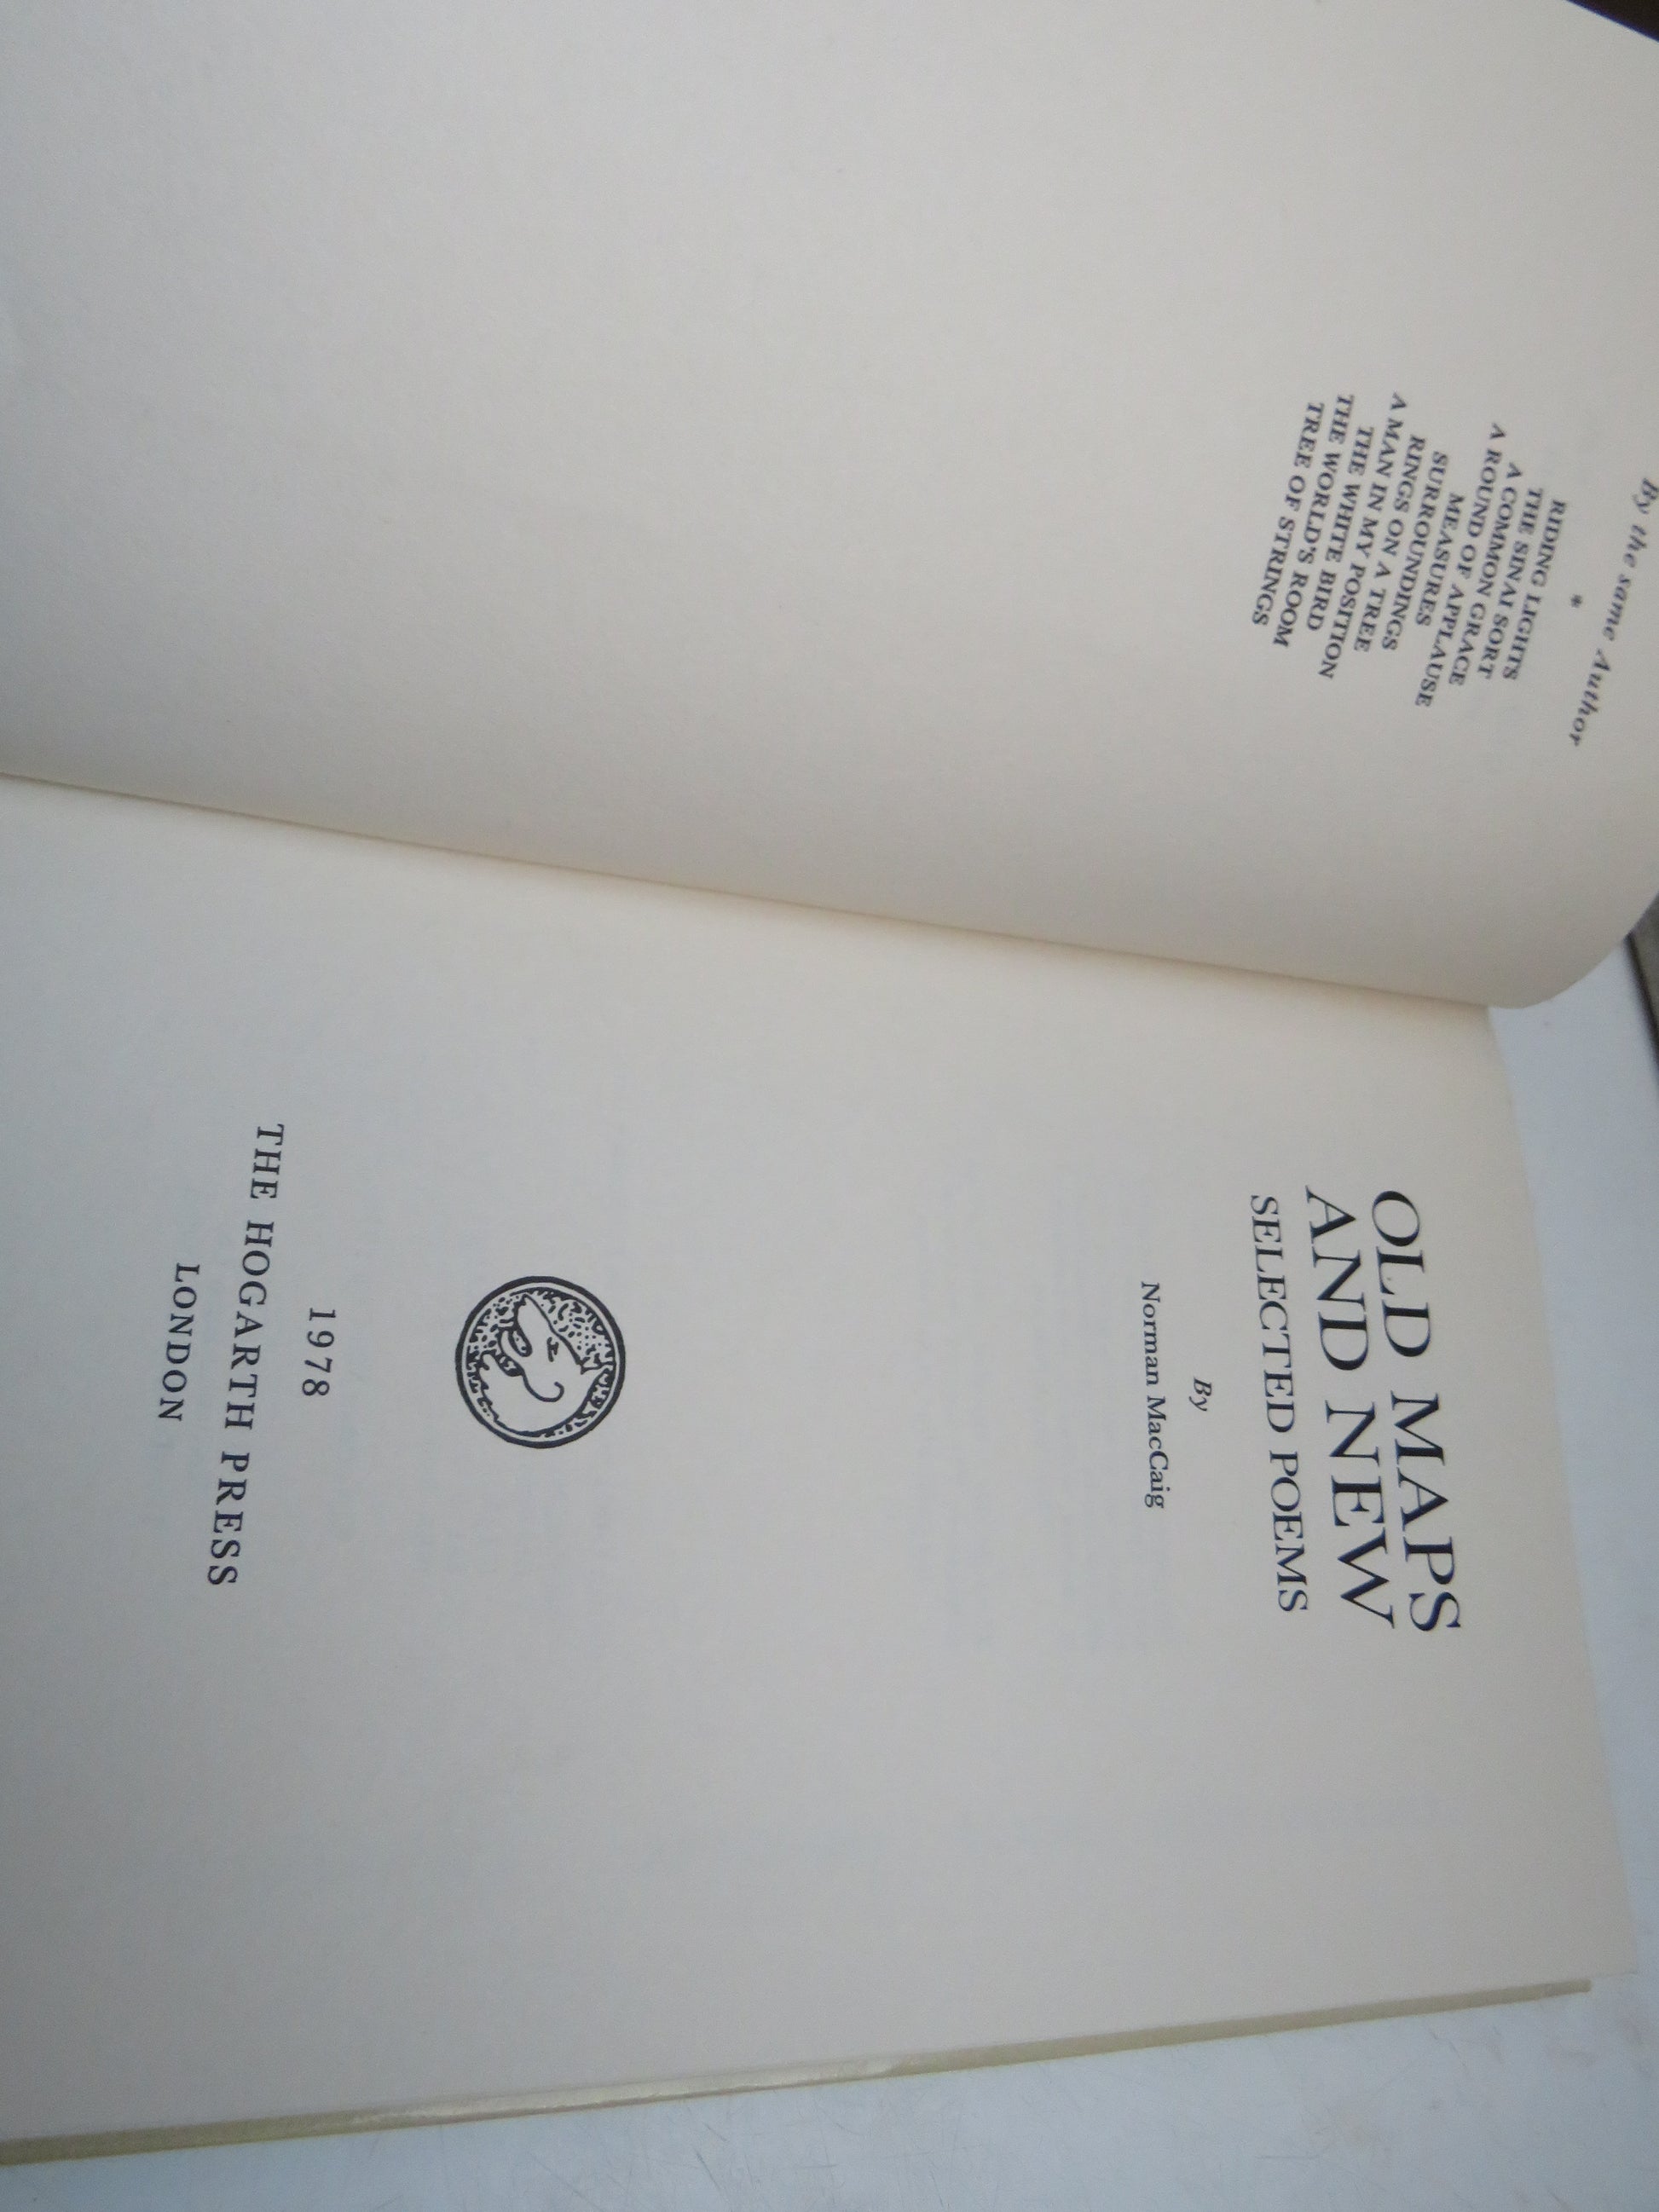 By the same Author
*
RIDING LIGHTS
THE SINAI SORT
A COMMON GRACE
A ROUND OF APPLAUSE
MEASURES
SURROUNDINGS
RINGS ON A TREE
A MAN IN MY POSITION
THE WHITE BIRD
THE WORLD'S ROOM
TREE OF STRINGS
OLD MAPS
AND NEW
SELECTED POEMS
By
Norman MacCaig
1978
THE HOGARTH PRESS
LONDON